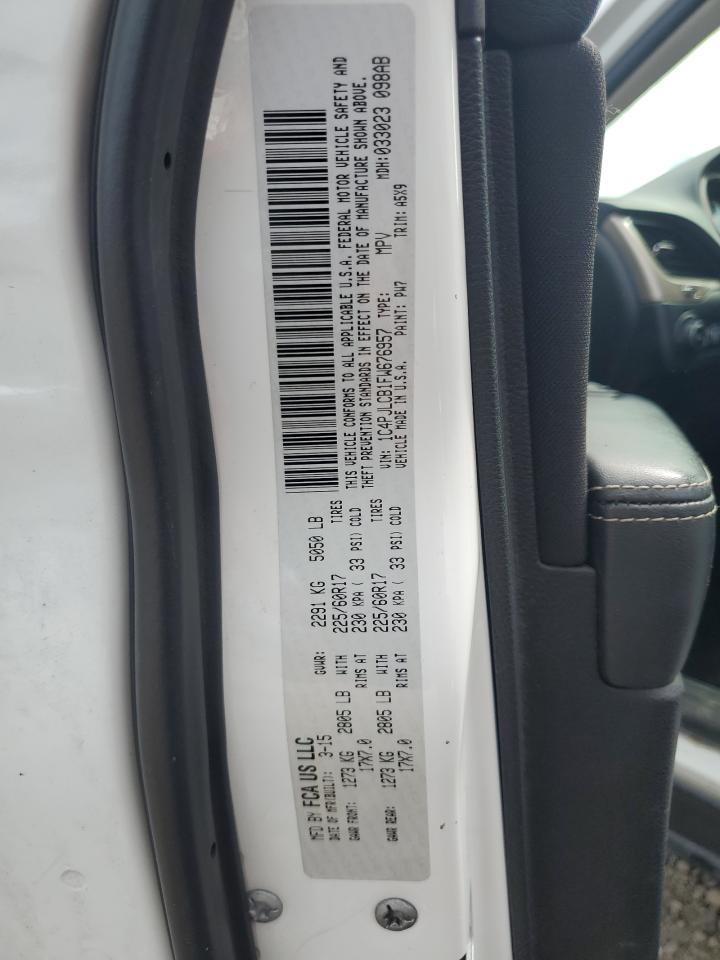 MFD BY FCA US LLC
DATE OF MFR(BUILT): 3-15 GVWR: 2291 KG 5050 LB
GAWR FRONT: 1273 KG 2805 LB WITH 225/60R17 TIRES
17X7.0 RIMS AT 230 KPA ( 33 PSI) COLD
GAWR REAR: 1273 KG 2805 LB WITH 225/60R17 TIRES
17X7.0 RIMS AT 230 KPA ( 33 PSI) COLD
THIS VEHICLE CONFORMS TO ALL APPLICABLE U.S.A. FEDERAL MOTOR VEHICLE SAFETY AND
THEFT PREVENTION STANDARDS IN EFFECT ON THE DATE OF MANUFACTURE SHOWN ABOVE.
VIN: 1C4PJLCB1FW676957 TYPE: MPV MDH:033023 098AB
VEHICLE MADE IN U.S.A. PAINT: PW7 TRIM: A5X9